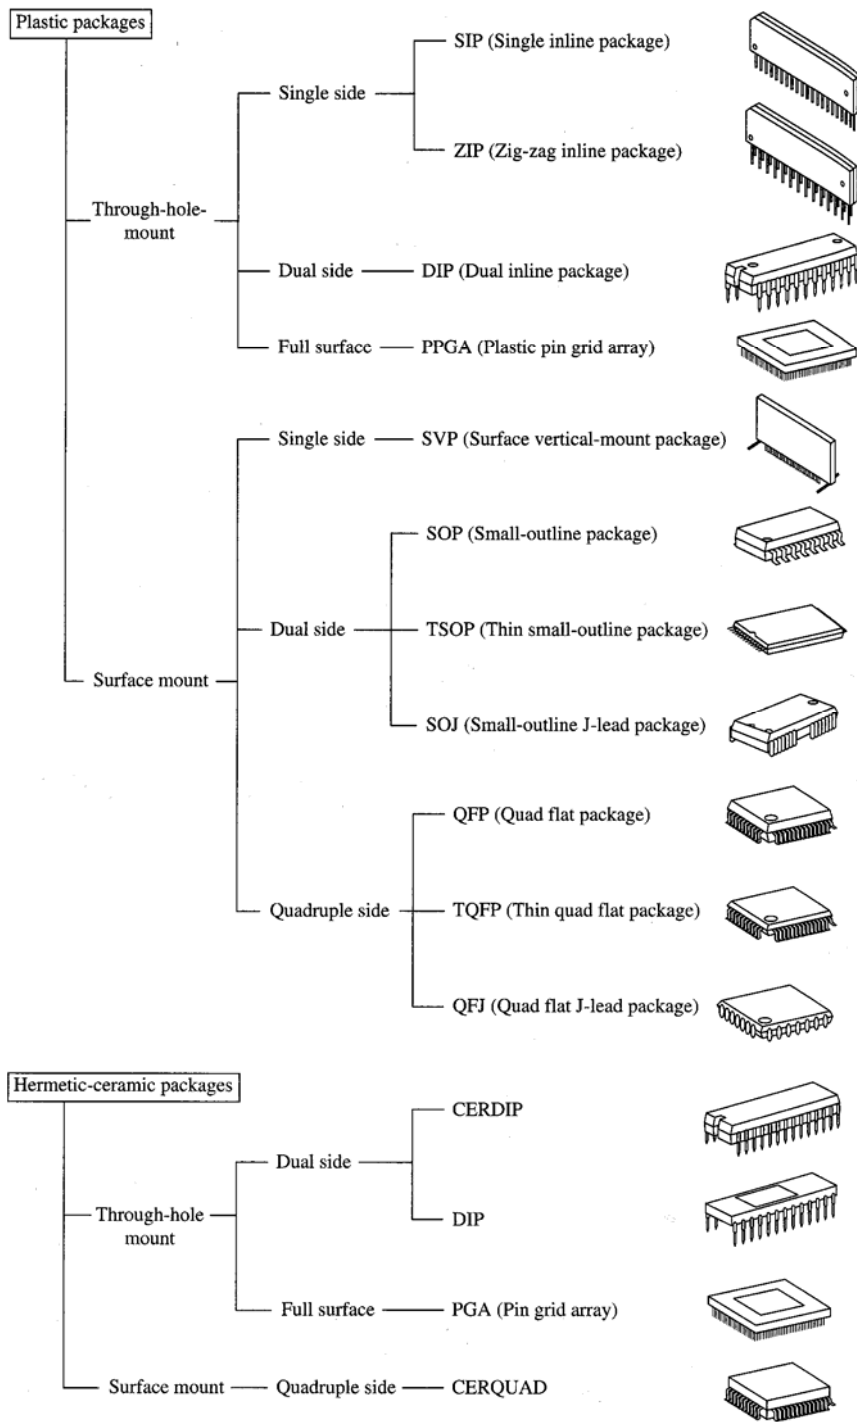 Plastic packages
SIP (Single inline package)
Single side
ZIP (Zig-zag inline package)
Through-hole-
mount
Dual side
DIP (Dual inline package)
Full surface
PPGA (Plastic pin grid array)
Single side
SVP (Surface vertical-mount package)
SOP (Small-outline package)
Dual side
TSOP (Thin small-outline package)
Surface mount
SOJ (Small-outline J-lead package)
QFP (Quad flat package)
Quadruple side
TQFP (Thin quad flat package)
QFJ (Quad flat J-lead package)
Hermetic-ceramic packages
CERDIP
Dual side
Through-hole
mount
DIP
Full surface
PGA (Pin grid array)
Surface mount
Quadruple side
CERQUAD